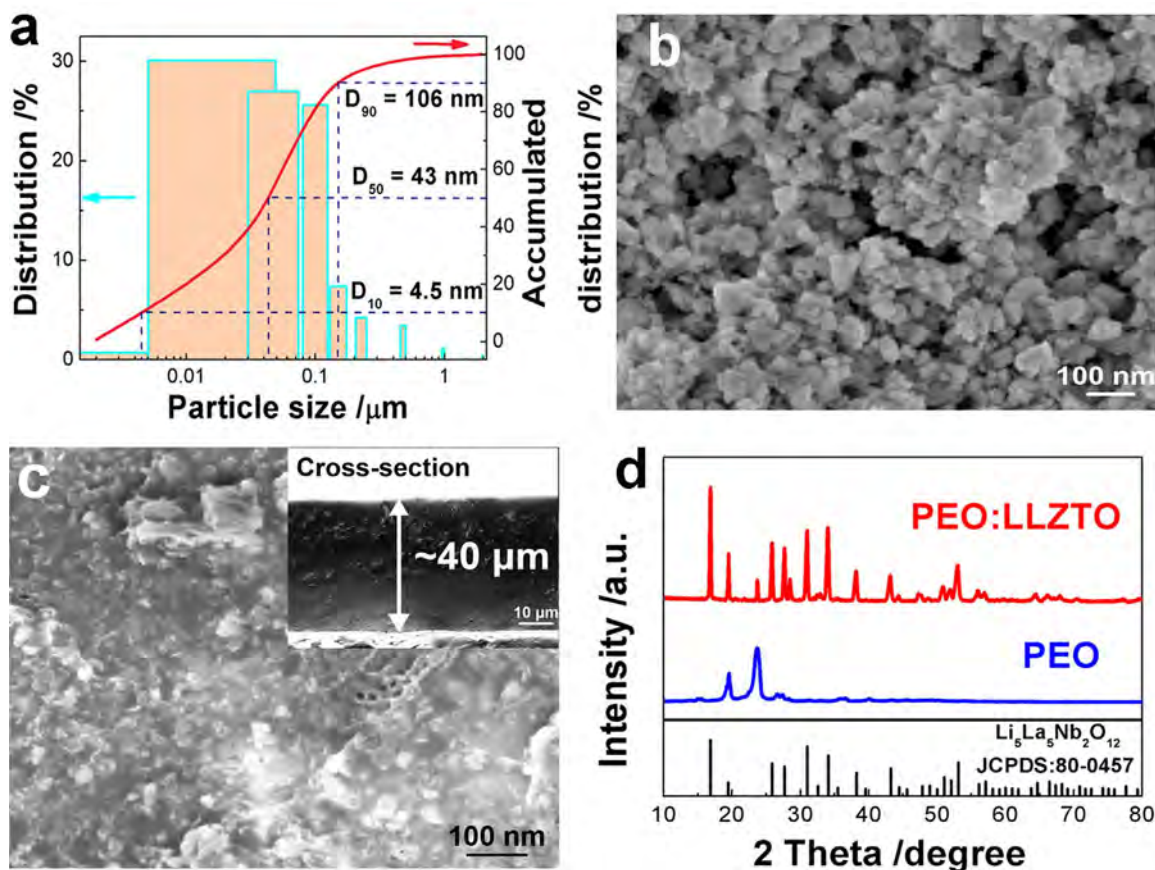 a
Distribution /%
30
20
10
0
0.01
0.1
1
Particle size /μm
100
80
60
40
20
0
Accumulated
distribution /%
D90 = 106 nm
D50 = 43 nm
D10 = 4.5 nm
b
100 nm
c
Cross-section
~40 μm
10 μm
100 nm
d
Intensity /a.u.
PEO:LLZTO
PEO
Li5La5Nb2O12
JCPDS:80-0457
10 20 30 40 50 60 70 80
2 Theta /degree